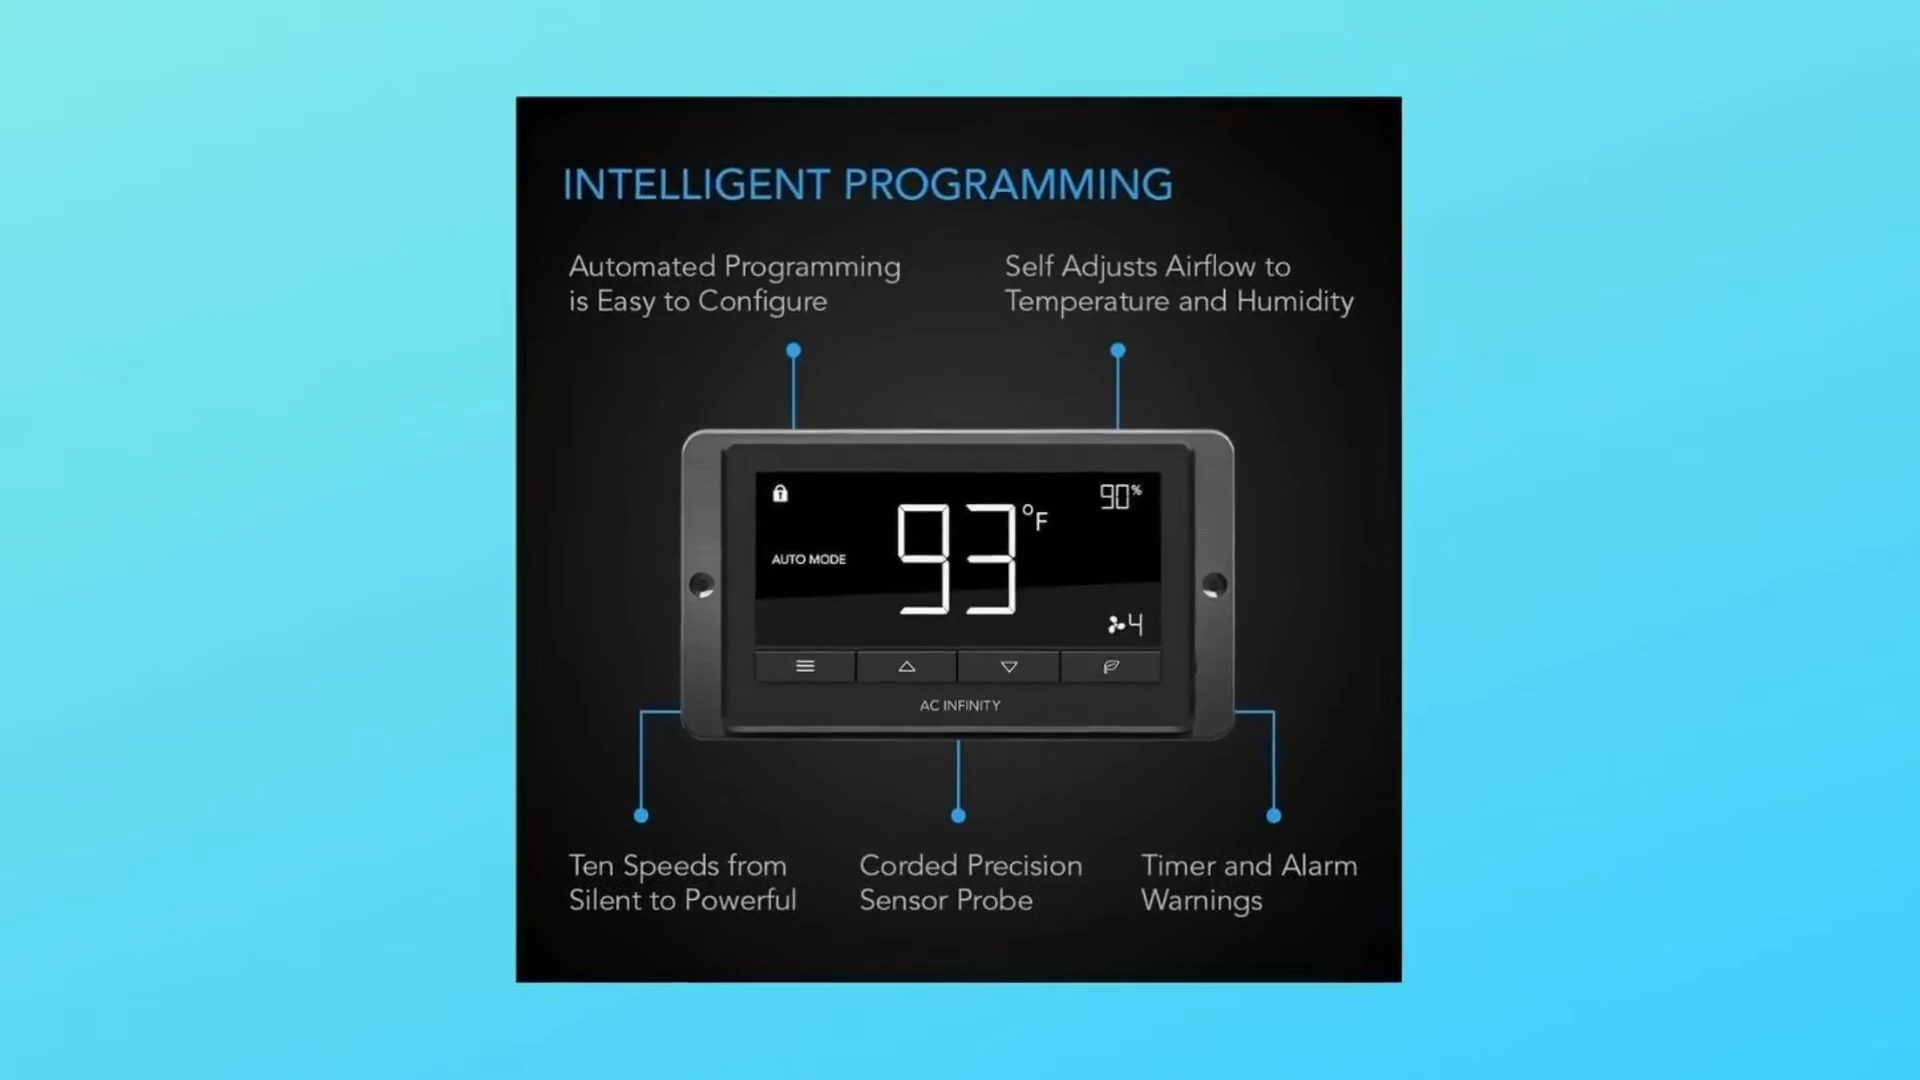 INTELLIGENT PROGRAMMING
Automated Programming
is Easy to Configure
Self Adjusts Airflow to
Temperature and Humidity
90%
93°F
AUTO MODE
4
AC INFINITY
Ten Speeds from
Silent to Powerful
Corded Precision
Sensor Probe
Timer and Alarm
Warnings